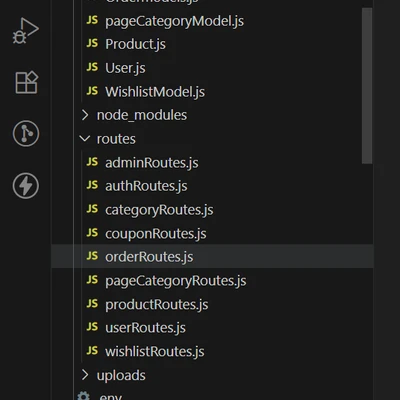 JS pageCategoryModel.js
JS Product.js
JS User.js
JS WishlistModel.js
node_modules
routes
JS adminRoutes.js
JS authRoutes.js
JS categoryRoutes.js
JS couponRoutes.js
JS orderRoutes.js
JS pageCategoryRoutes.js
JS productRoutes.js
JS userRoutes.js
JS wishlistRoutes.js
uploads
.env